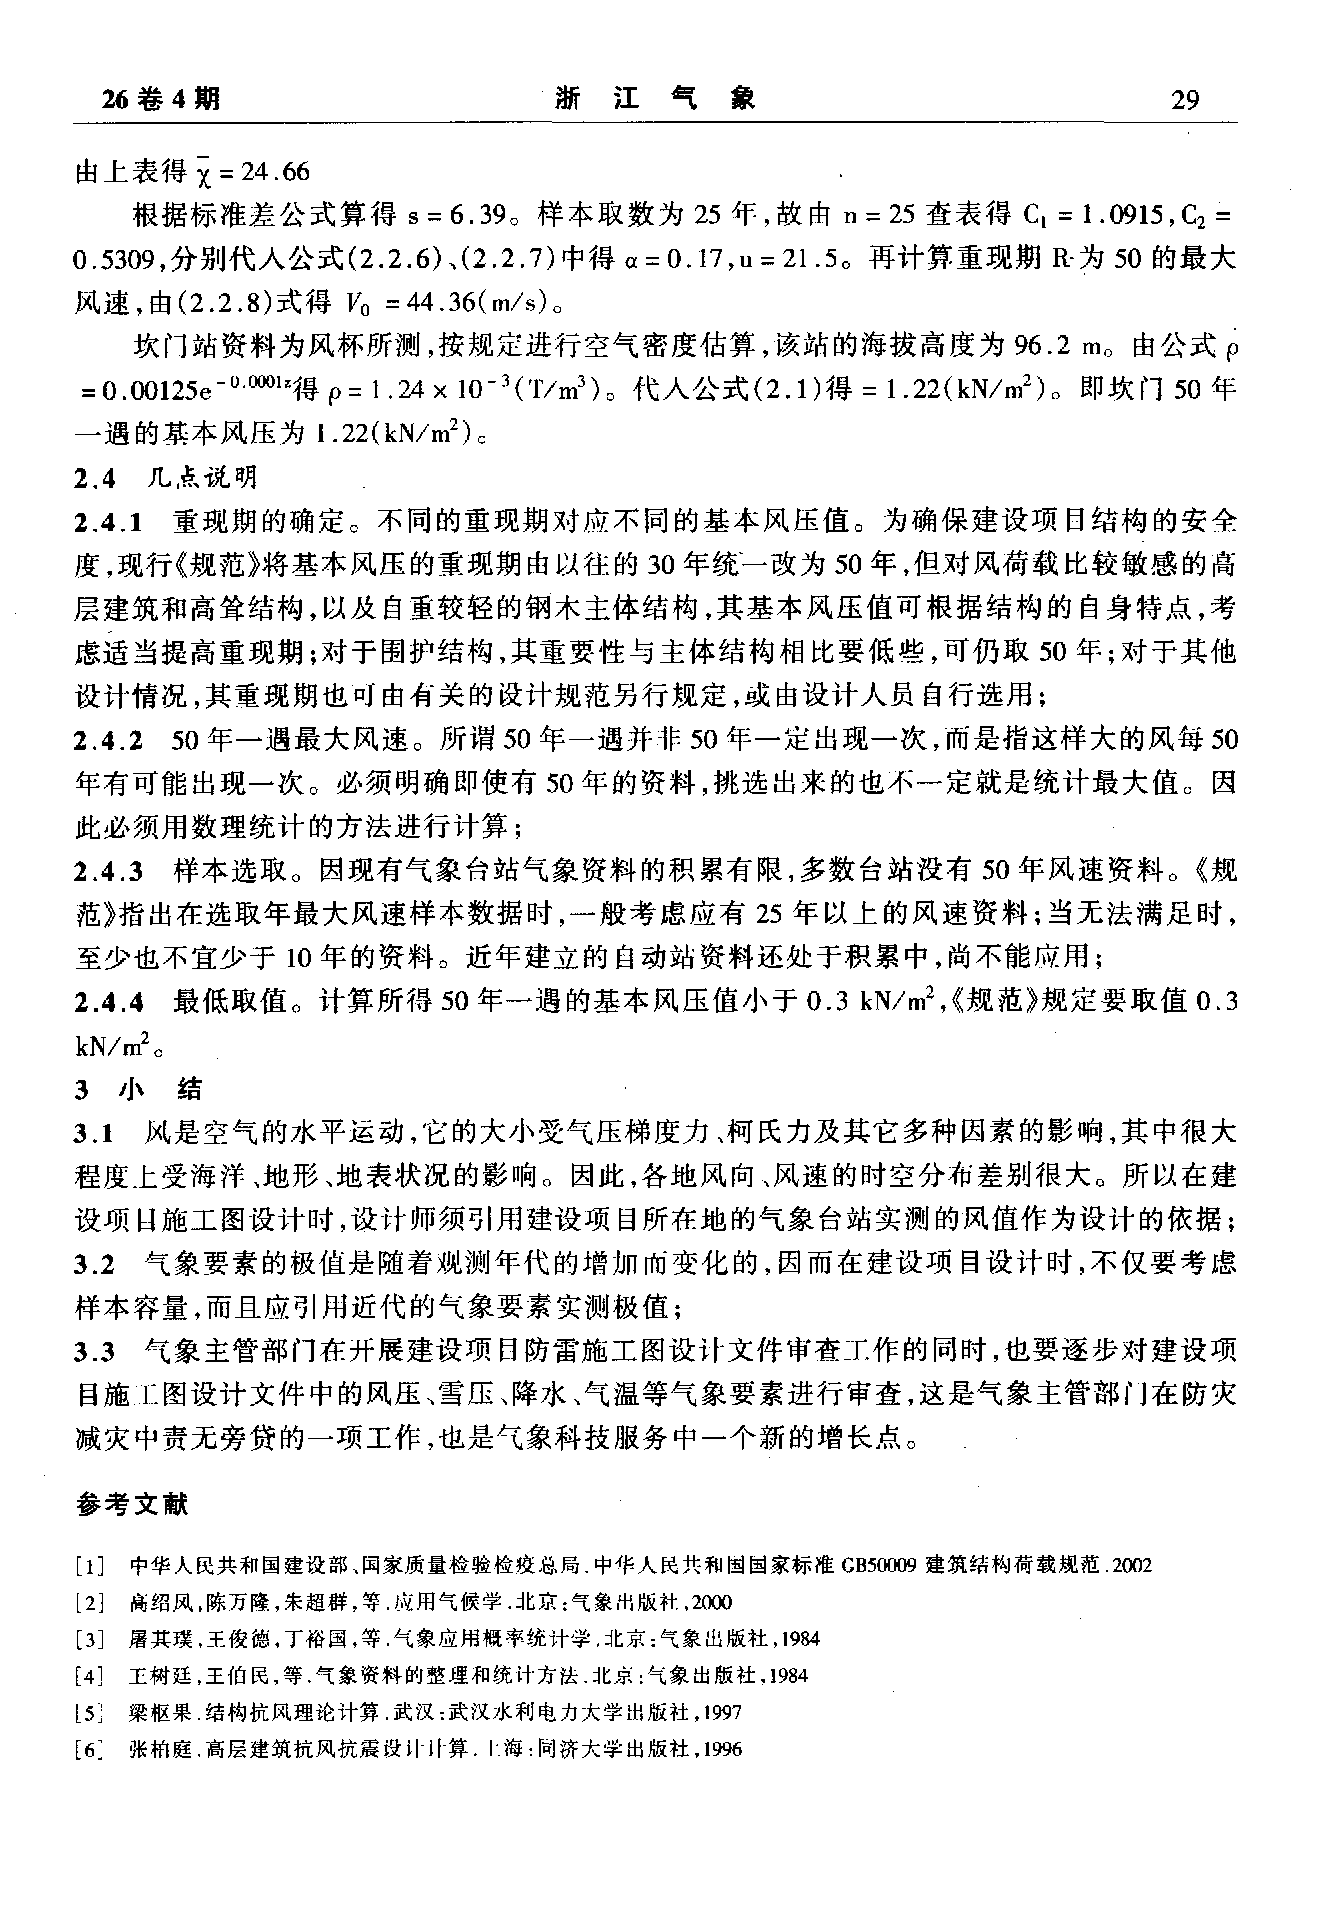 26卷4期 浙 江 气 象 29
由上表得 χ̄ = 24.66
根据标准差公式算得 s = 6.39。样本取数为 25 年,故由 n = 25 查表得 C₁ = 1.0915,C₂ =
0.5309,分别代入公式(2.2.6)、(2.2.7)中得 α = 0.17,u = 21.5。再计算重现期 R 为 50 的最大
风速,由(2.2.8)式得 V₀ = 44.36(m/s)。
坎门站资料为风杯所测,按规定进行空气密度估算,该站的海拔高度为 96.2 m。由公式 ρ
= 0.00125e⁻⁰·⁰⁰⁰¹ᶻ得 ρ = 1.24 × 10⁻³(T/m³)。代入公式(2.1)得 = 1.22(kN/m²)。即坎门 50 年
一遇的基本风压为 1.22(kN/m²)。
2.4 几点说明
2.4.1 重现期的确定。不同的重现期对应不同的基本风压值。为确保建设项目结构的安全
度,现行《规范》将基本风压的重现期由以往的 30 年统一改为 50 年,但对风荷载比较敏感的高
层建筑和高耸结构,以及自重较轻的钢木主体结构,其基本风压值可根据结构的自身特点,考
虑适当提高重现期;对于围护结构,其重要性与主体结构相比要低些,可仍取 50 年;对于其他
设计情况,其重现期也可由有关的设计规范另行规定,或由设计人员自行选用;
2.4.2 50 年一遇最大风速。所谓 50 年一遇并非 50 年一定出现一次,而是指这样大的风每 50
年有可能出现一次。必须明确即使有 50 年的资料,挑选出来的也不一定就是统计最大值。因
此必须用数理统计的方法进行计算;
2.4.3 样本选取。因现有气象台站气象资料的积累有限,多数台站没有 50 年风速资料。《规
范》指出在选取年最大风速样本数据时,一般考虑应有 25 年以上的风速资料;当无法满足时,
至少也不宜少于 10 年的资料。近年建立的自动站资料还处于积累中,尚不能应用;
2.4.4 最低取值。计算所得 50 年一遇的基本风压值小于 0.3 kN/m²,《规范》规定要取值 0.3
kN/m²。
3 小 结
3.1 风是空气的水平运动,它的大小受气压梯度力、柯氏力及其它多种因素的影响,其中很大
程度上受海洋、地形、地表状况的影响。因此,各地风向、风速的时空分布差别很大。所以在建
设项目施工图设计时,设计师须引用建设项目所在地的气象台站实测的风值作为设计的依据;
3.2 气象要素的极值是随着观测年代的增加而变化的,因而在建设项目设计时,不仅要考虑
样本容量,而且应引用近代的气象要素实测极值;
3.3 气象主管部门在开展建设项目防雷施工图设计文件审查工作的同时,也要逐步对建设项
目施工图设计文件中的风压、雪压、降水、气温等气象要素进行审查,这是气象主管部门在防灾
减灾中责无旁贷的一项工作,也是气象科技服务中一个新的增长点。
参考文献
[1] 中华人民共和国建设部、国家质量检验检疫总局.中华人民共和国国家标准 GB50009 建筑结构荷载规范.2002
[2] 高绍凤,陈万隆,朱超群,等.应用气候学.北京:气象出版社,2000
[3] 屠其璞,王俊德,丁裕国,等.气象应用概率统计学.北京:气象出版社,1984
[4] 王树廷,王伯民,等.气象资料的整理和统计方法.北京:气象出版社,1984
[5] 梁枢果.结构抗风理论计算.武汉:武汉水利电力大学出版社,1997
[6] 张柏庭.高层建筑抗风抗震设计计算.上海:同济大学出版社,1996